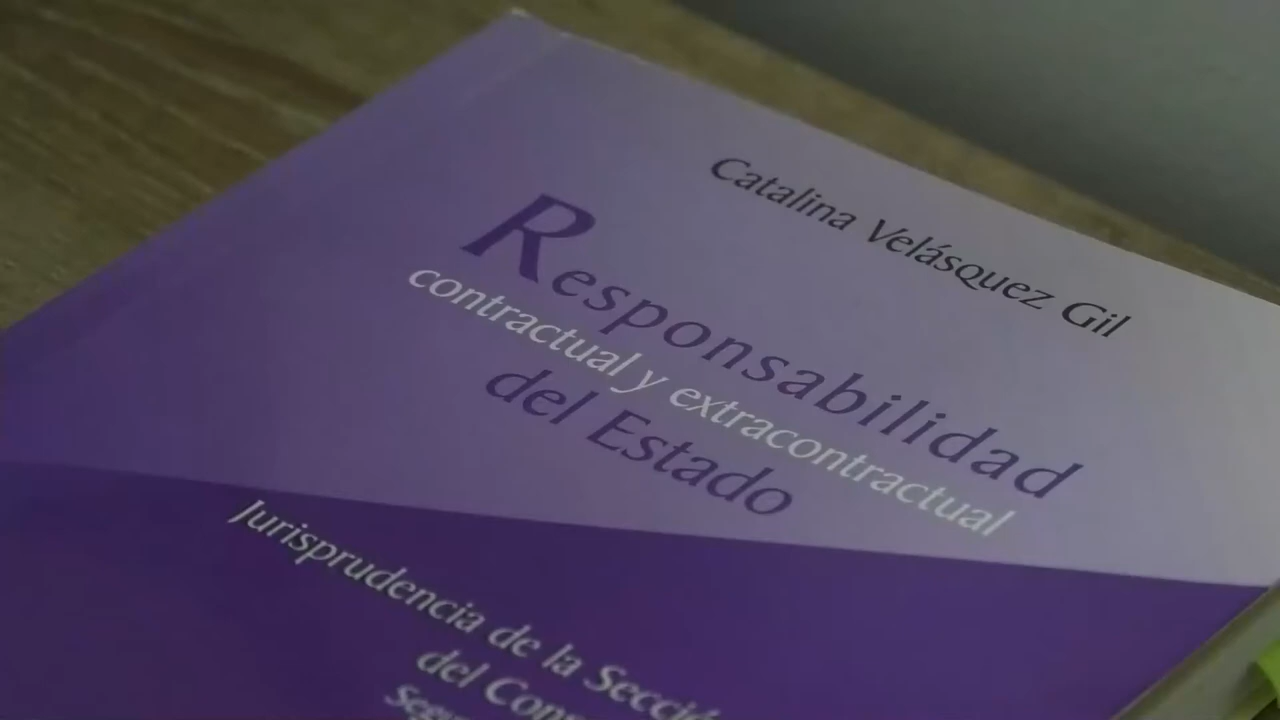 Catalina Velásquez Gil
Responsabilidad
contractual y extracontractual
del Estado
Jurisprudencia de la
del